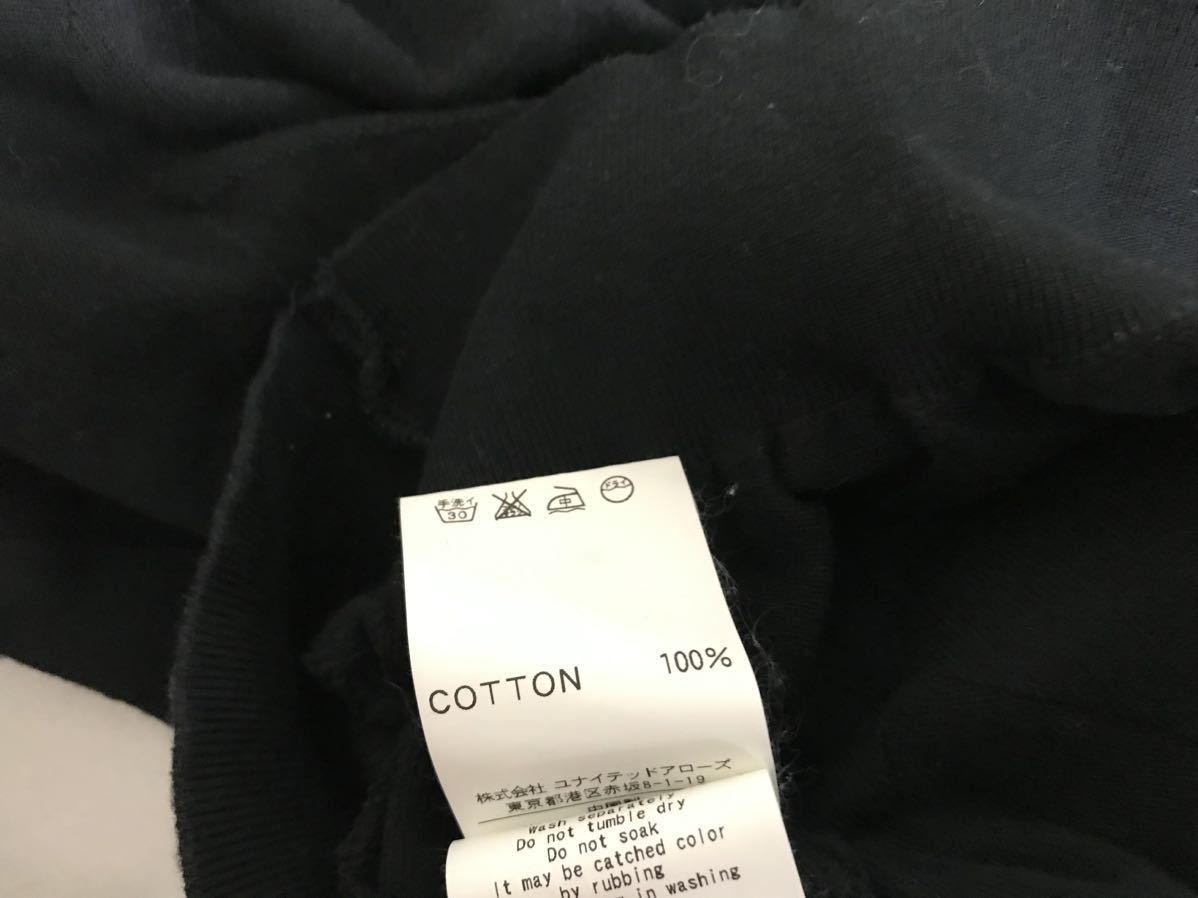 手洗イ
30
中
ドライ
COTTON 100%
株式会社 ユナイテッドアローズ
東京都港区赤坂8-1-19
Wash separately
Do not tumble dry
Do not soak
It may be catched color
by rubbing
in washing